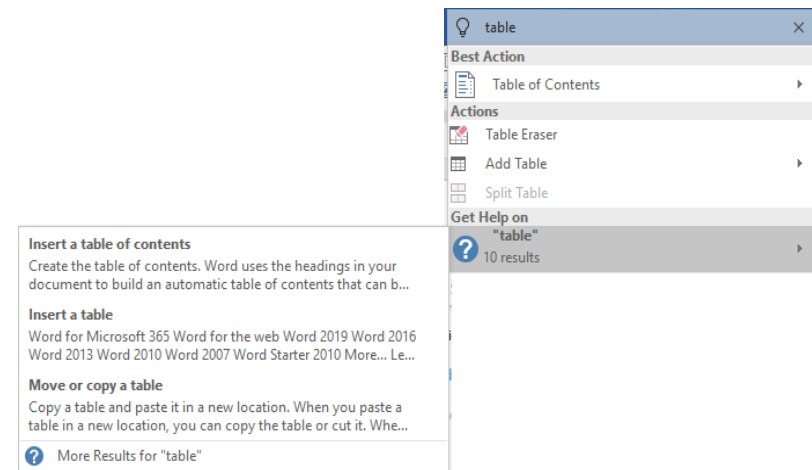 table
Best Action
Table of Contents
Actions
Table Eraser
Add Table
Split Table
Get Help on
"table"
10 results
Insert a table of contents
Create the table of contents. Word uses the headings in your
document to build an automatic table of contents that can b...
Insert a table
Word for Microsoft 365 Word for the web Word 2019 Word 2016
Word 2013 Word 2010 Word 2007 Word Starter 2010 More... Le...
Move or copy a table
Copy a table and paste it in a new location. When you paste a
table in a new location, you can copy the table or cut it. Whe...
More Results for "table"